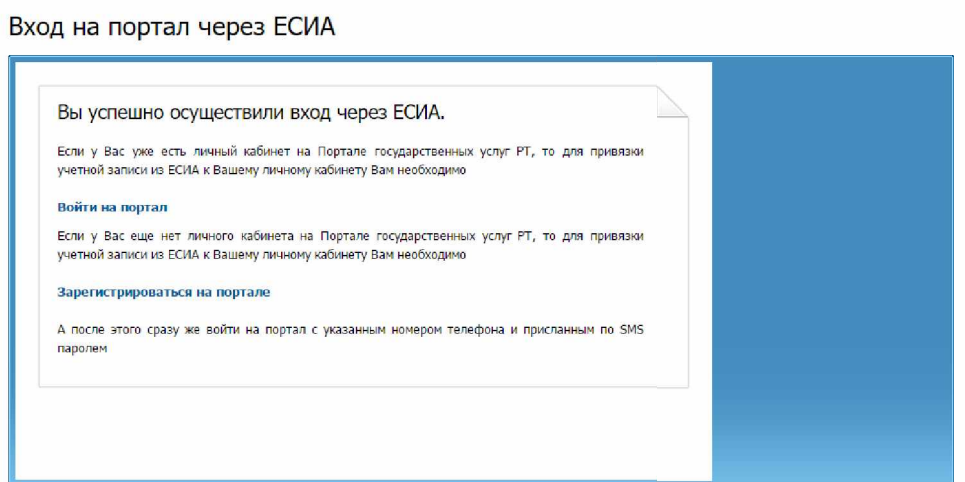 Вход на портал через ЕСИА
Вы успешно осуществили вход через ЕСИА.
Если у Вас уже есть личный кабинет на Портале государственных услуг РТ, то для привязки
учетной записи из ЕСИА к Вашему личному кабинету Вам необходимо
Войти на портал
Если у Вас еще нет личного кабинета на Портале государственных услуг РТ, то для привязки
учетной записи из ЕСИА к Вашему личному кабинету Вам необходимо
Зарегистрироваться на портале
А после этого сразу же войти на портал с указанным номером телефона и присланным по SMS
паролем